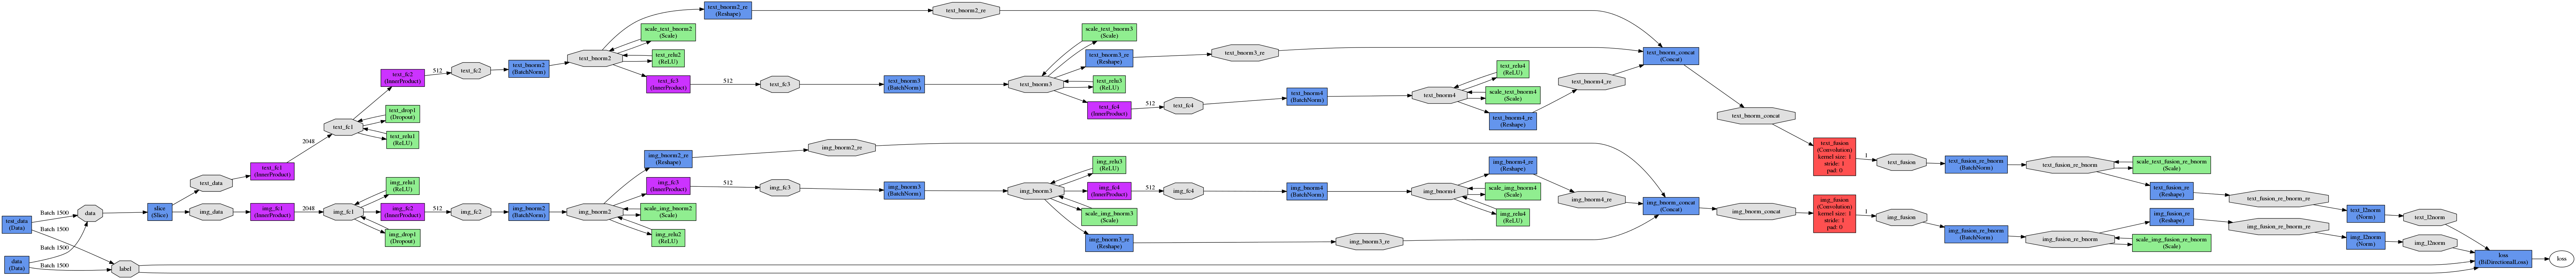 text_bnorm2_re
(Reshape)
text_bnorm2_re
scale_text_bnorm2
(Scale)
text_bnorm2
text_relu2
(ReLU)
text_fc2
(InnerProduct)
512
text_fc2
text_bnorm2
(BatchNorm)
text_fc3
(InnerProduct)
512
text_fc3
text_bnorm3
(BatchNorm)
scale_text_bnorm3
(Scale)
text_bnorm3_re
(Reshape)
text_bnorm3_re
text_bnorm3
text_relu3
(ReLU)
text_fc4
(InnerProduct)
512
text_fc4
text_bnorm4
(BatchNorm)
text_bnorm4
text_relu4
(ReLU)
scale_text_bnorm4
(Scale)
text_bnorm4_re
(Reshape)
text_bnorm4_re
text_bnorm_concat
(Concat)
text_bnorm_concat
text_drop1
(Dropout)
text_fc1
text_relu1
(ReLU)
2048
text_fc1
(InnerProduct)
text_data
text_fusion
(Convolution)
kernel size: 1
stride: 1
pad: 0
1
text_fusion
text_fusion_re_bnorm
(BatchNorm)
text_fusion_re_bnorm
scale_text_fusion_re_bnorm
(Scale)
text_fusion_re
(Reshape)
text_fusion_re_bnorm_re
text_l2norm
(Norm)
text_l2norm
test_data
(Data)
Batch 1500
Batch 1500
Batch 1500
Batch 1500
data
(Data)
data
label
slice
(Slice)
img_data
img_fc1
(InnerProduct)
2048
img_fc1
img_relu1
(ReLU)
img_fc2
(InnerProduct)
img_drop1
(Dropout)
512
img_fc2
img_bnorm2
(BatchNorm)
img_bnorm2
img_bnorm2_re
(Reshape)
img_bnorm2_re
img_fc3
(InnerProduct)
scale_img_bnorm2
(Scale)
img_relu2
(ReLU)
512
img_fc3
img_bnorm3
(BatchNorm)
img_bnorm3
img_relu3
(ReLU)
img_fc4
(InnerProduct)
scale_img_bnorm3
(Scale)
img_bnorm3_re
(Reshape)
img_bnorm3_re
512
img_fc4
img_bnorm4
(BatchNorm)
img_bnorm4
img_bnorm4_re
(Reshape)
scale_img_bnorm4
(Scale)
img_relu4
(ReLU)
img_bnorm4_re
img_bnorm_concat
(Concat)
img_bnorm_concat
img_fusion
(Convolution)
kernel size: 1
stride: 1
pad: 0
1
img_fusion
img_fusion_re_bnorm
(BatchNorm)
img_fusion_re_bnorm
img_fusion_re
(Reshape)
scale_img_fusion_re_bnorm
(Scale)
img_fusion_re_bnorm_re
img_l2norm
(Norm)
img_l2norm
loss
(BiDirectionalLoss)
loss